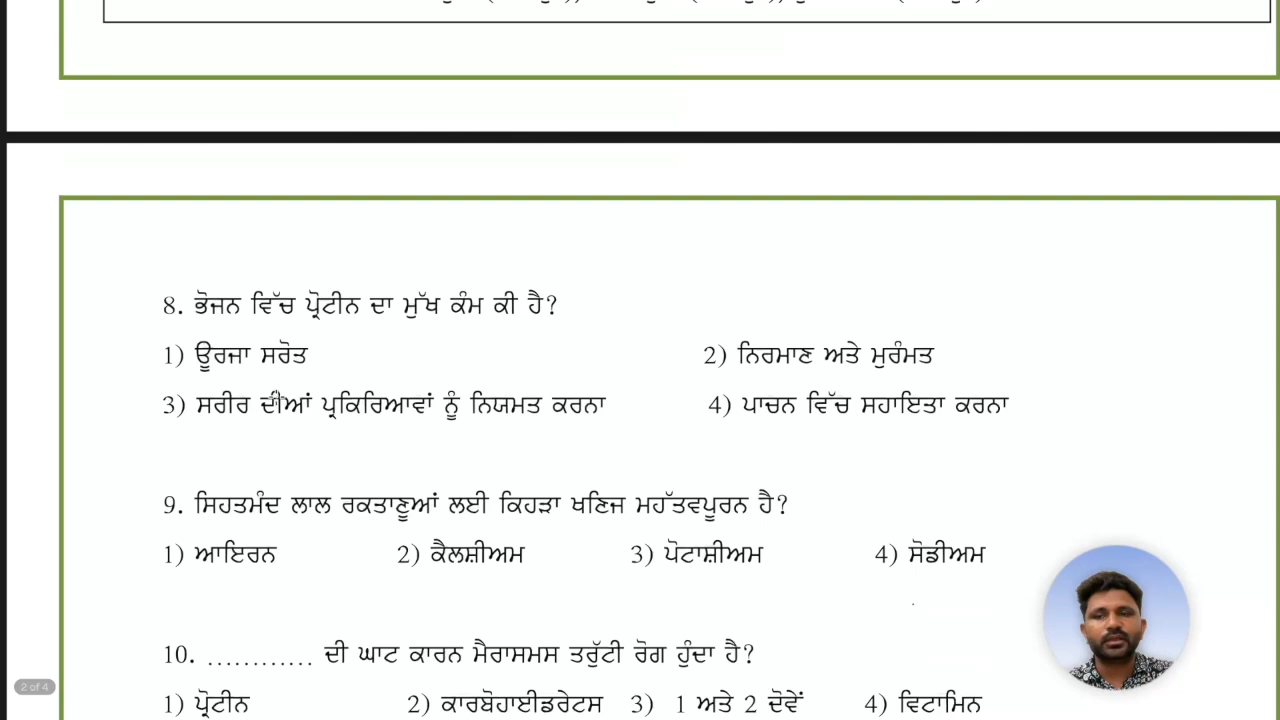 8. ਭੋਜਨ ਵਿੱਚ ਪ੍ਰੋਟੀਨ ਦਾ ਮੁੱਖ ਕੰਮ ਕੀ ਹੈ?
1) ਊਰਜਾ ਸਰੋਤ 2) ਨਿਰਮਾਣ ਅਤੇ ਮੁਰੰਮਤ
3) ਸਰੀਰ ਦੀਆਂ ਪ੍ਰਕਿਰਿਆਵਾਂ ਨੂੰ ਨਿਯਮਤ ਕਰਨਾ 4) ਪਾਚਨ ਵਿੱਚ ਸਹਾਇਤਾ ਕਰਨਾ
9. ਸਿਹਤਮੰਦ ਲਾਲ ਰਕਤਾਣੂਆਂ ਲਈ ਕਿਹੜਾ ਖਣਿਜ ਮਹੱਤਵਪੂਰਨ ਹੈ?
1) ਆਇਰਨ 2) ਕੈਲਸ਼ੀਅਮ 3) ਪੋਟਾਸ਼ੀਅਮ 4) ਸੋਡੀਅਮ
10. ............ ਦੀ ਘਾਟ ਕਾਰਨ ਮੈਰਾਸਮਸ ਤਰੁੱਟੀ ਰੋਗ ਹੁੰਦਾ ਹੈ?
1) ਪ੍ਰੋਟੀਨ 2) ਕਾਰਬੋਹਾਈਡਰੇਟਸ 3) 1 ਅਤੇ 2 ਦੋਵੇਂ 4) ਵਿਟਾਮਿਨ
2 of 4